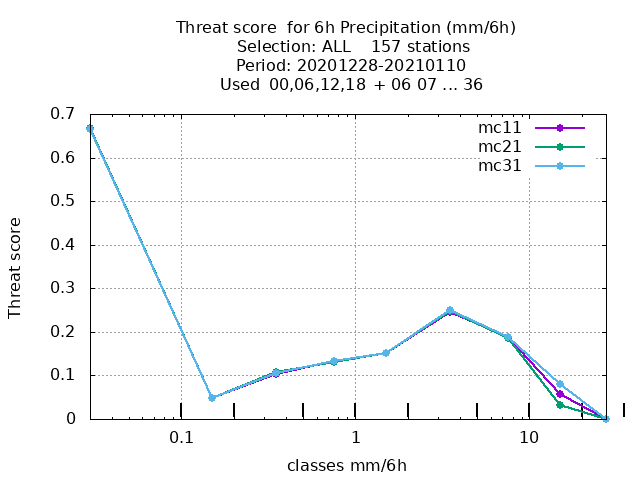 Threat score  for 6h Precipitation (mm/6h)
Selection: ALL    157 stations
Period: 20201228-20210110
Used  00,06,12,18  + 06 07 ... 36
mc11
mc21
mc31
0.7
0.6
0.5
0.4
0.3
0.2
0.1
0
Threat score
0.1
1
10
classes mm/6h